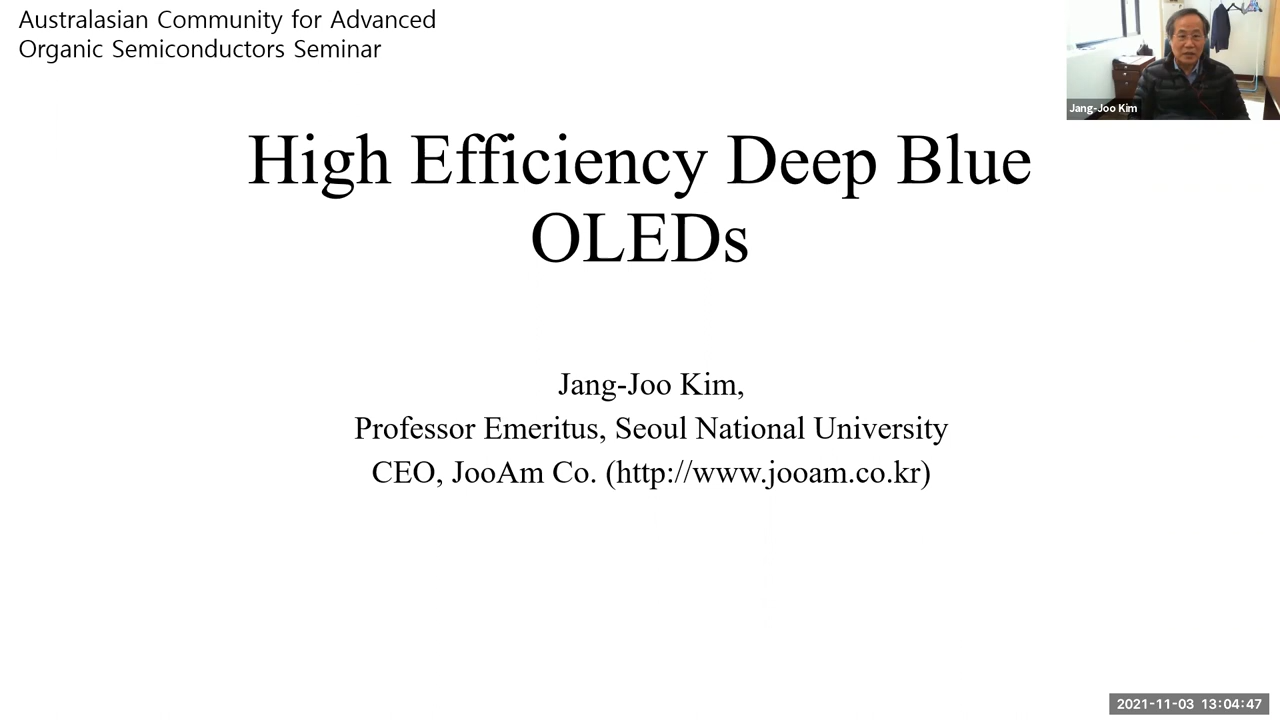 Australasian Community for Advanced
Organic Semiconductors Seminar
Jang-Joo Kim
High Efficiency Deep Blue
OLEDs
Jang-Joo Kim,
Professor Emeritus, Seoul National University
CEO, JooAm Co. (http://www.jooam.co.kr)
2021-11-03 13:04:47